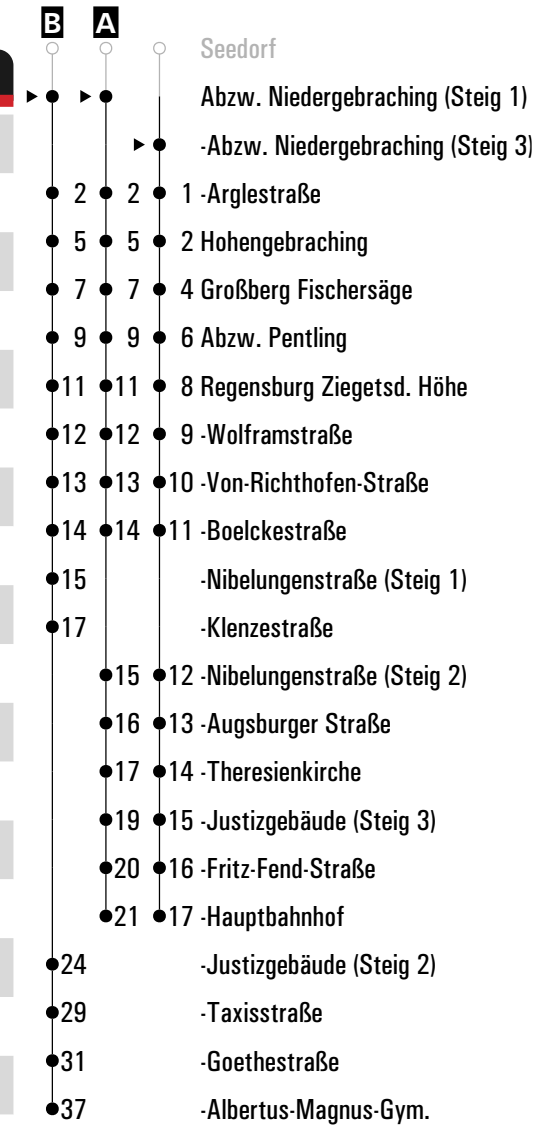 B A
Seedorf
Abzw. Niedergebraching (Steig 1)
-Abzw. Niedergebraching (Steig 3)
2 2 1 -Arglestraße
5 5 2 Hohengebraching
7 7 4 Großberg Fischersäge
9 9 6 Abzw. Pentling
11 11 8 Regensburg Ziegetsd. Höhe
12 12 9 -Wolframstraße
13 13 10 -Von-Richthofen-Straße
14 14 11 -Boelckestraße
15 -Nibelungenstraße (Steig 1)
17 -Klenzestraße
15 12 -Nibelungenstraße (Steig 2)
16 13 -Augsburger Straße
17 14 -Theresienkirche
19 15 -Justizgebäude (Steig 3)
20 16 -Fritz-Fend-Straße
21 17 -Hauptbahnhof
24 -Justizgebäude (Steig 2)
29 -Taxisstraße
31 -Goethestraße
37 -Albertus-Magnus-Gym.